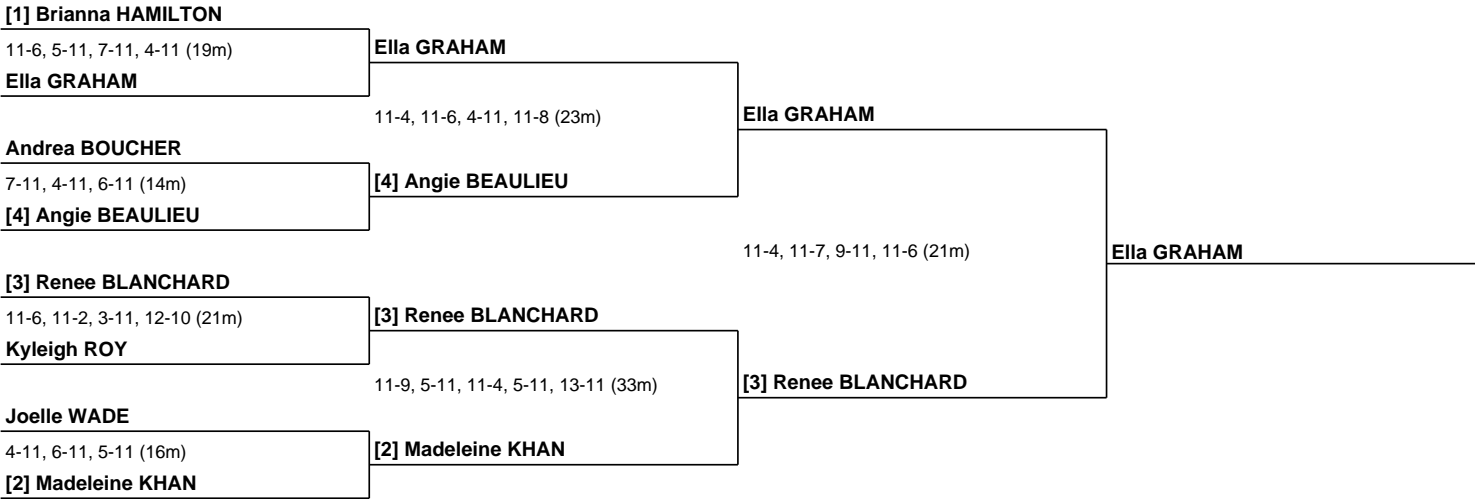 [1] Brianna HAMILTON
11-6, 5-11, 7-11, 4-11 (19m)
Ella GRAHAM
Ella GRAHAM
11-4, 11-6, 4-11, 11-8 (23m)
Ella GRAHAM
Andrea BOUCHER
7-11, 4-11, 6-11 (14m)
[4] Angie BEAULIEU
[4] Angie BEAULIEU
11-4, 11-7, 9-11, 11-6 (21m)
Ella GRAHAM
[3] Renee BLANCHARD
11-6, 11-2, 3-11, 12-10 (21m)
[3] Renee BLANCHARD
Kyleigh ROY
11-9, 5-11, 11-4, 5-11, 13-11 (33m)
[3] Renee BLANCHARD
Joelle WADE
4-11, 6-11, 5-11 (16m)
[2] Madeleine KHAN
[2] Madeleine KHAN